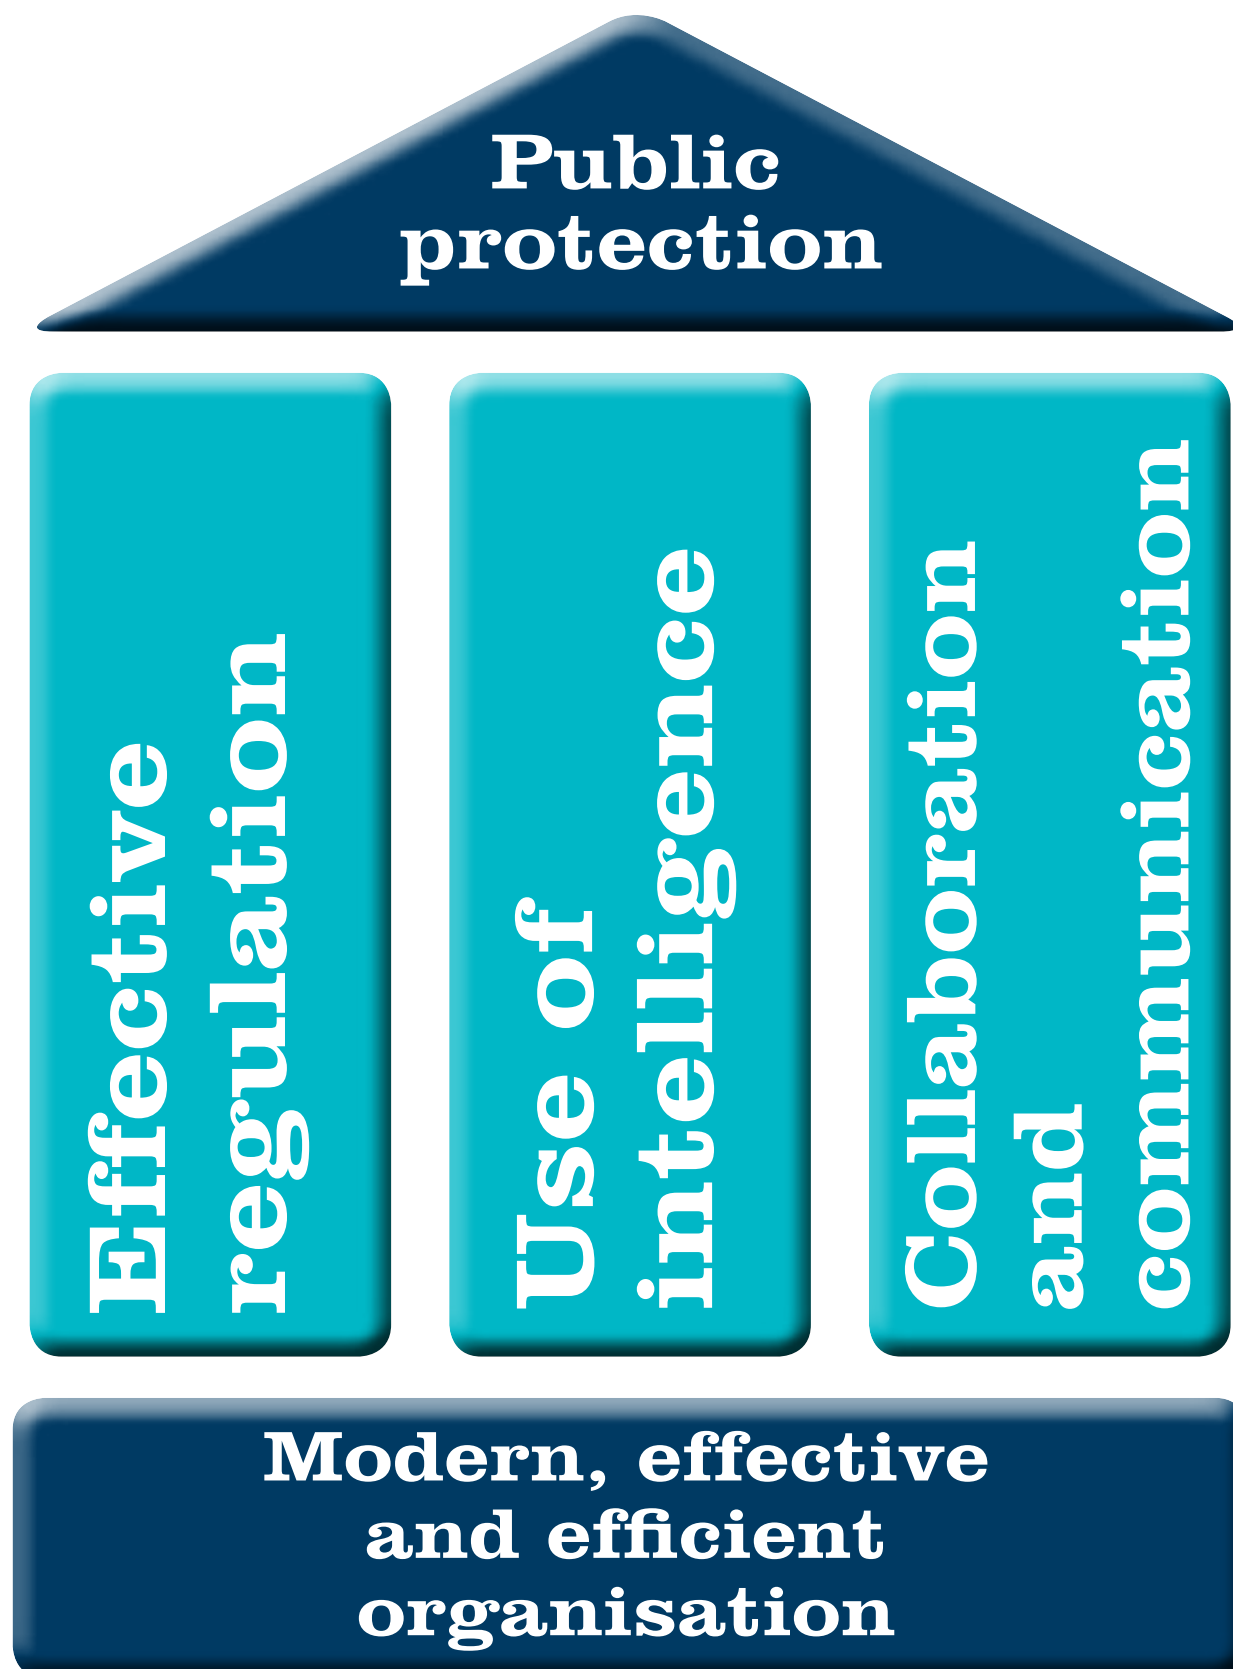 Public
protection
Effective
regulation
Use of
intelligence
Collaboration
and
communication
Modern, effective
and efficient
organisation